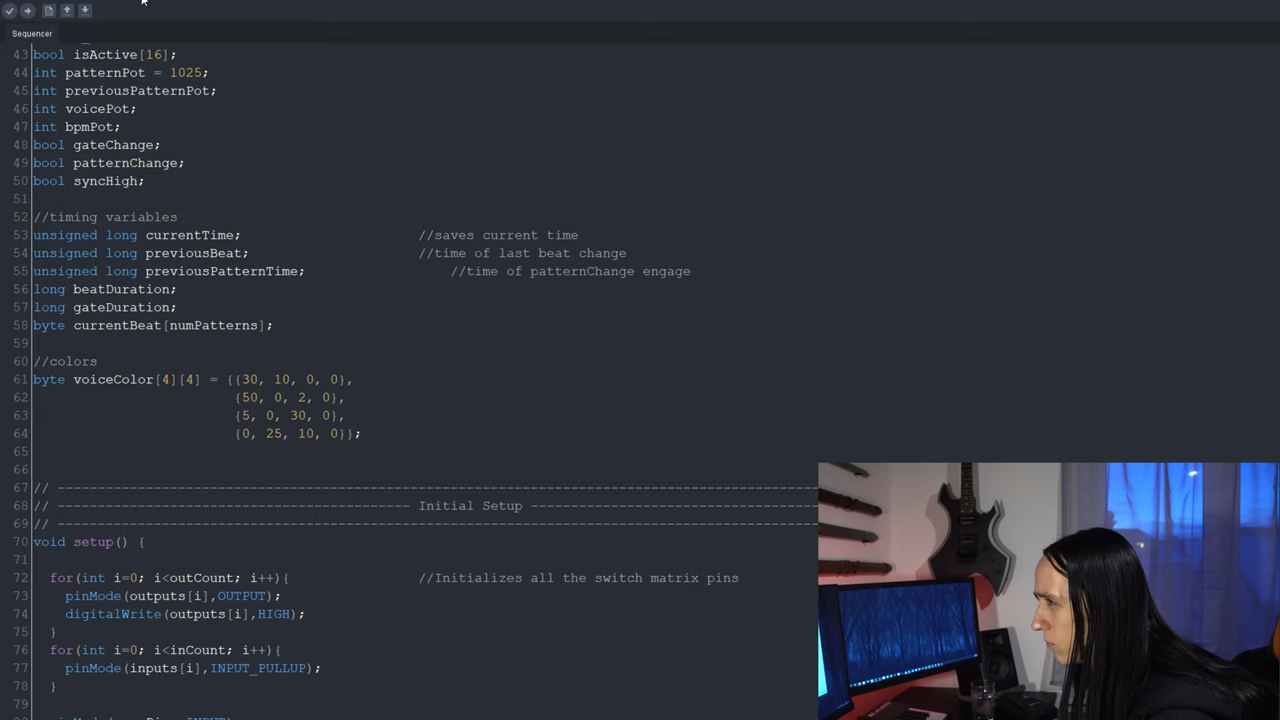 Sequencer
43 bool isActive[16];
44 int patternPot = 1025;
45 int previousPatternPot;
46 int voicePot;
47 int bpmPot;
48 bool gateChange;
49 bool patternChange;
50 bool syncHigh;
51
52 //timing variables
53 unsigned long currentTime; //saves current time
54 unsigned long previousBeat; //time of last beat change
55 unsigned long previousPatternTime; //time of patternChange engage
56 long beatDuration;
57 long gateDuration;
58 byte currentBeat[numPatterns];
59
60 //colors
61 byte voiceColor[4][4] = {{30, 10, 0, 0},
62 {50, 0, 2, 0},
63 {5, 0, 30, 0},
64 {0, 25, 10, 0}};
65
66
67 // -----------------------------------------------------------------------------------------------
68 // -------------------------------------------- Initial Setup ------------------------------------
69 // -----------------------------------------------------------------------------------------------
70 void setup() {
71
72 for(int i=0; i<outCount; i++){ //Initializes all the switch matrix pins
73 pinMode(outputs[i],OUTPUT);
74 digitalWrite(outputs[i],HIGH);
75 }
76 for(int i=0; i<inCount; i++){
77 pinMode(inputs[i],INPUT_PULLUP);
78 }
79